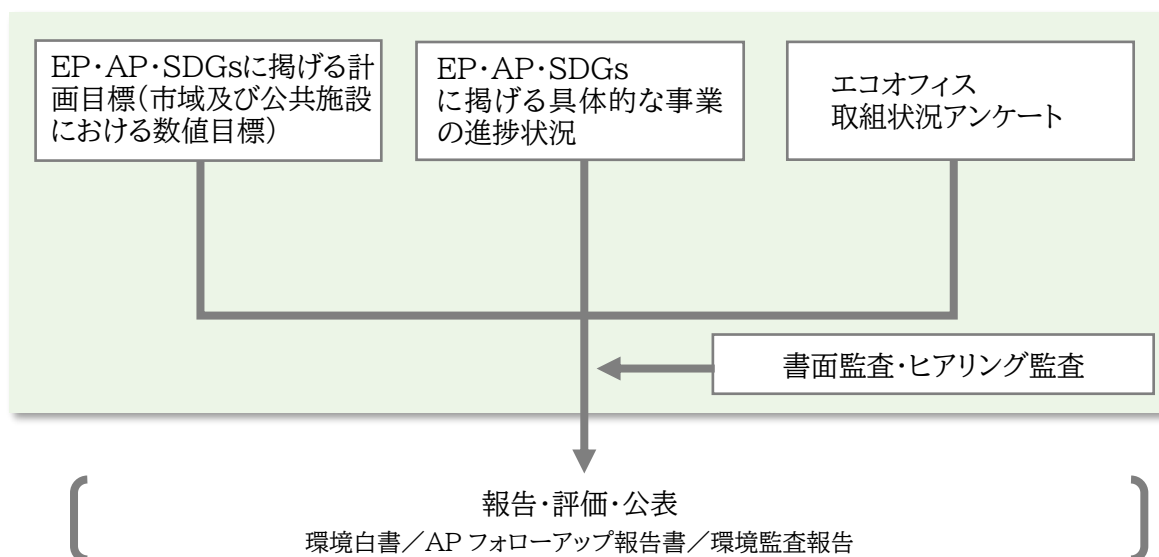 EP・AP・SDGsに掲げる計
画目標(市域及び公共施設
における数値目標)
EP・AP・SDGs
に掲げる具体的な事業
の進捗状況
エコオフィス
取組状況アンケート
書面監査・ヒアリング監査
報告・評価・公表
環境白書/AP フォローアップ報告書/環境監査報告